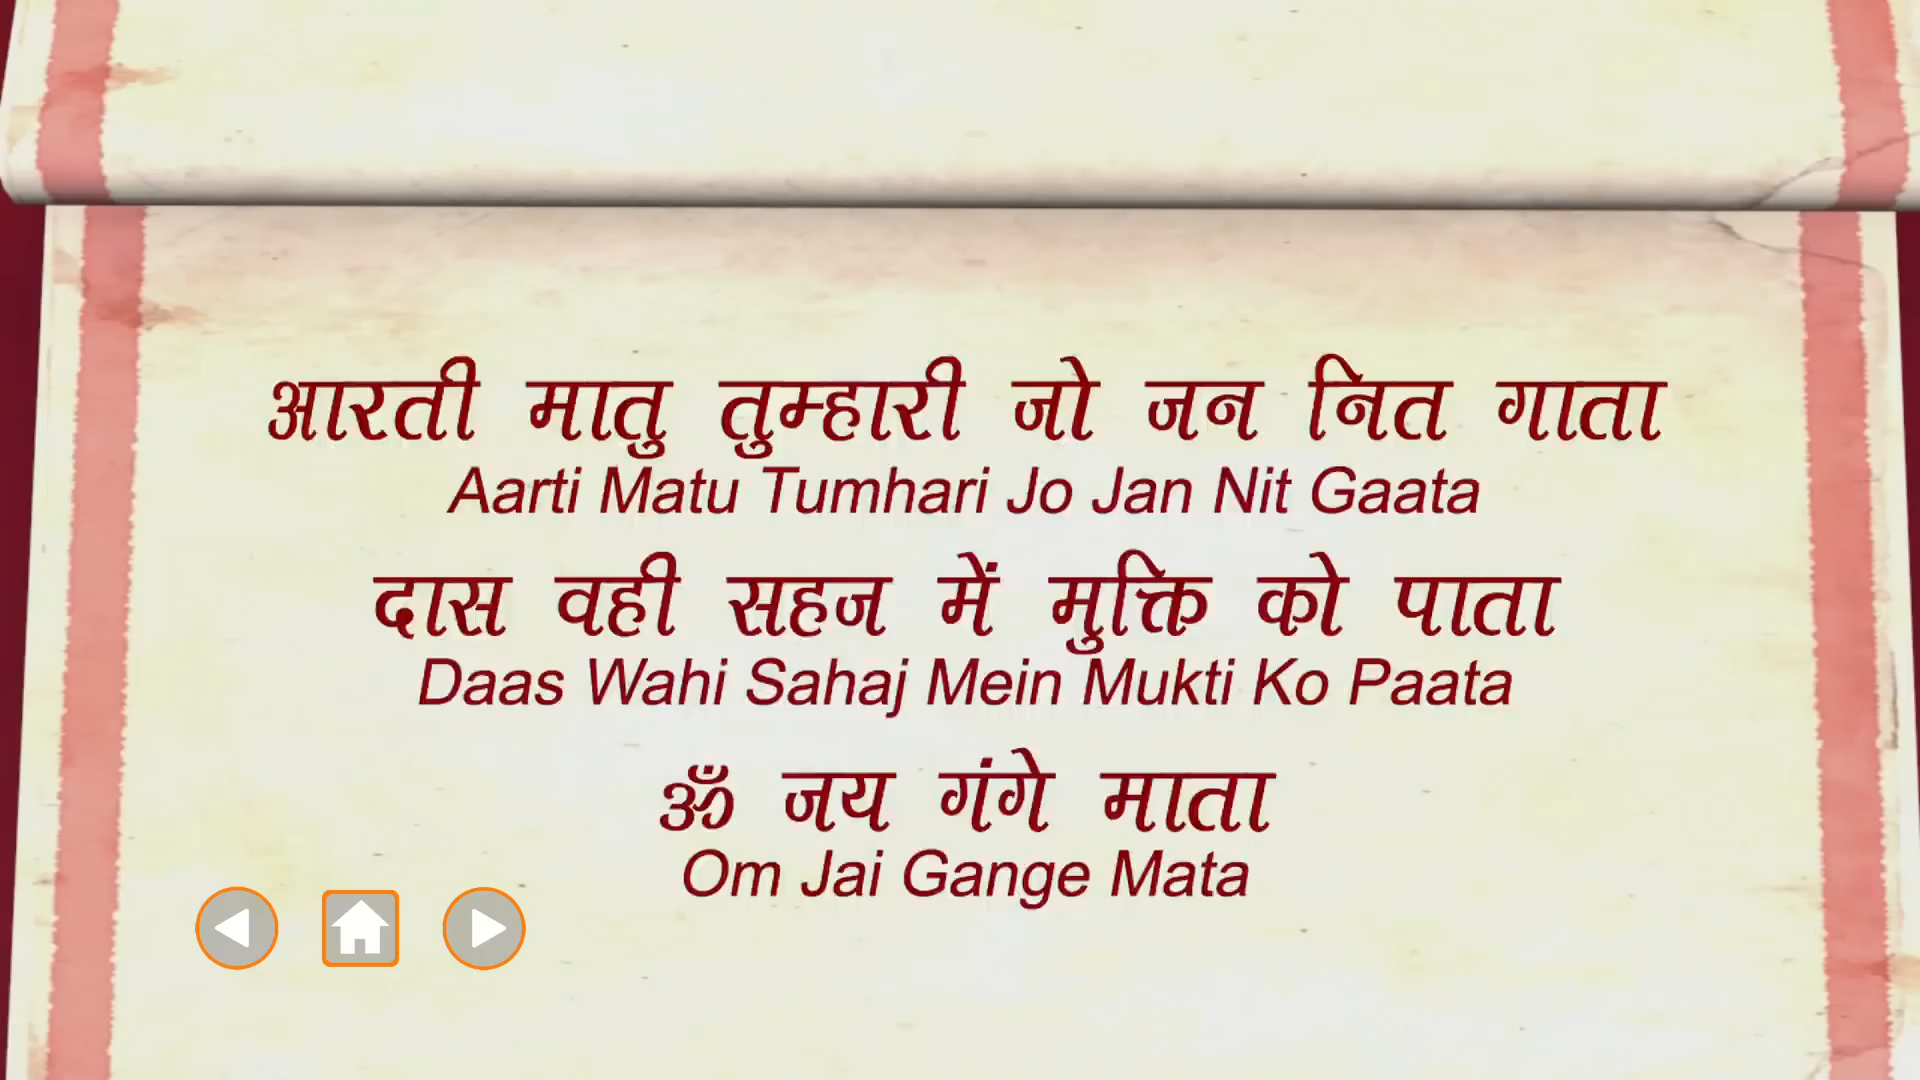 आरती मातु तुम्हारी जो जन नित गाता
Aarti Matu Tumhari Jo Jan Nit Gaata
दास वही सहज में मुक्ति को पाता
Daas Wahi Sahaj Mein Mukti Ko Paata
ॐ जय गंगे माता
Om Jai Gange Mata